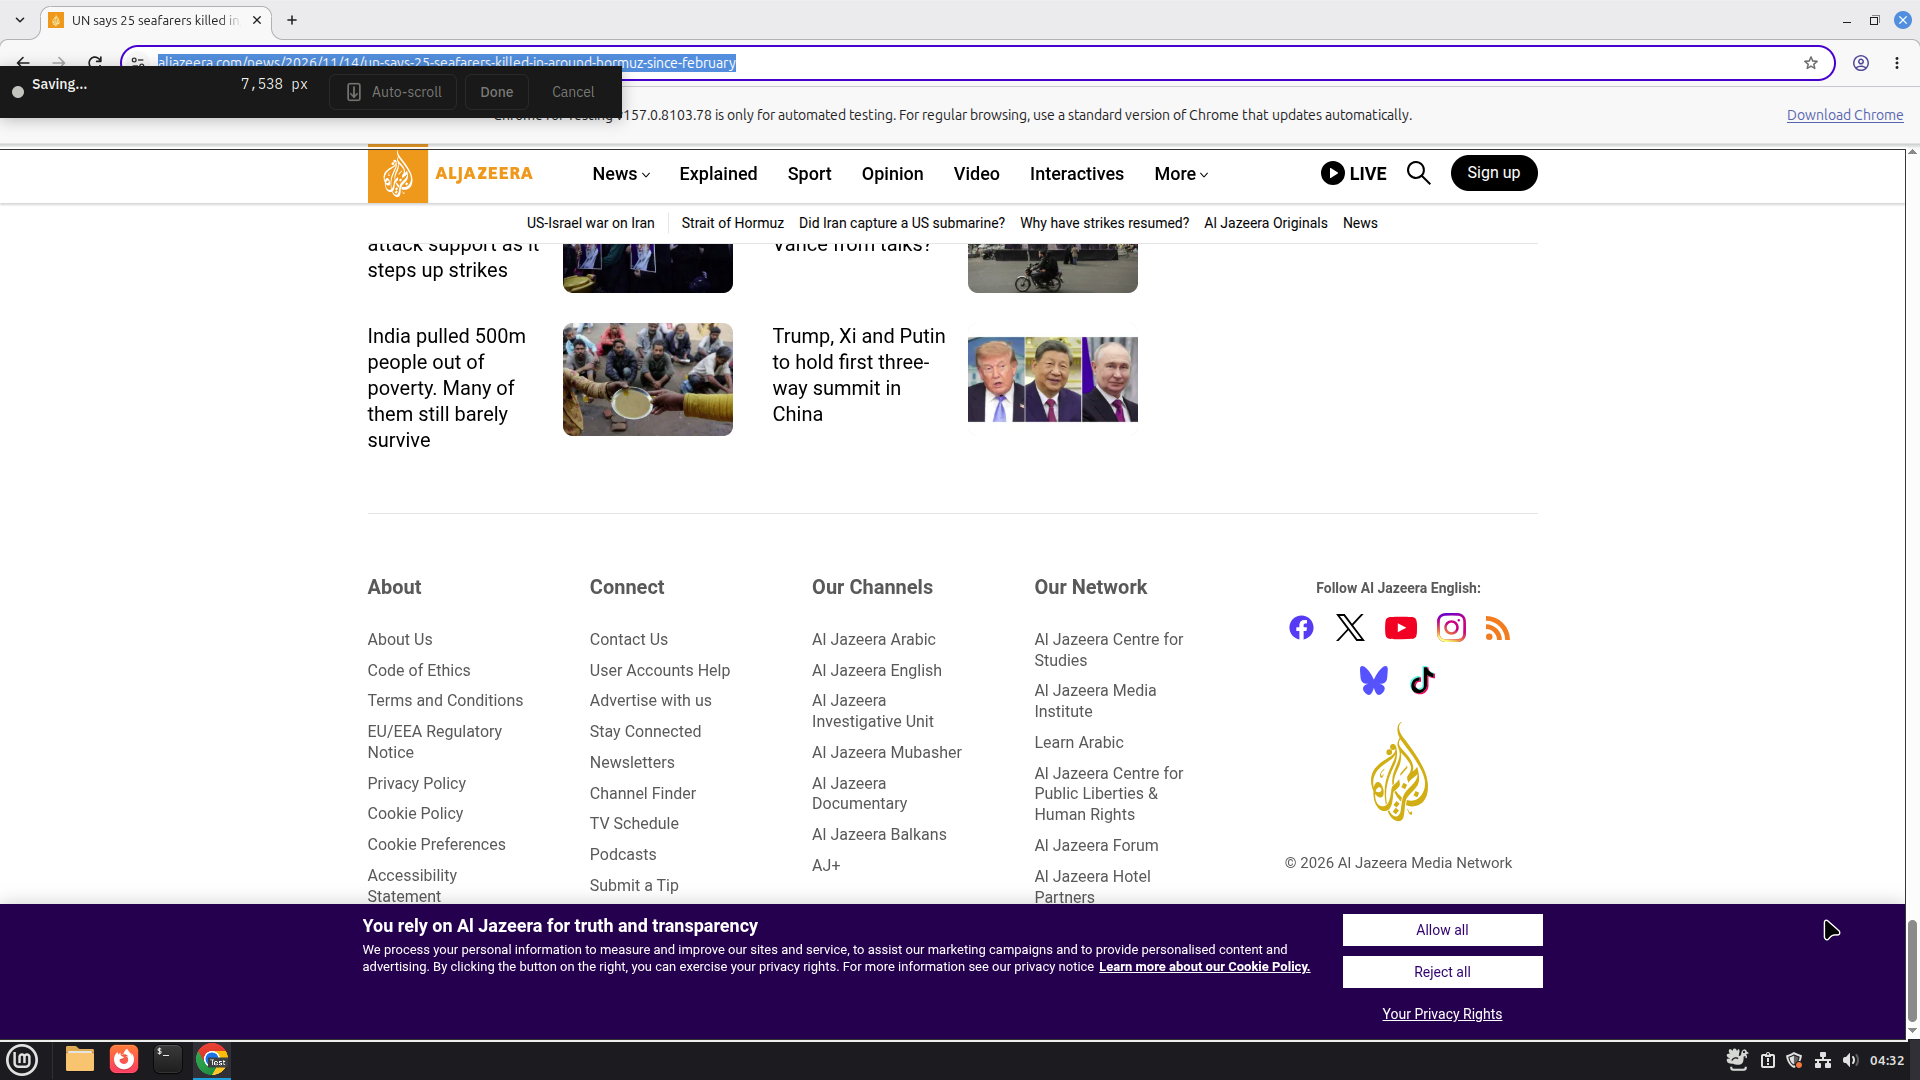 UN says 25 seafarers killed in
aljazeera.com/news/2026/11/14/un-says-25-seafarers-killed-in-around-hormuz-since-february
Saving...
7,538 px
Auto-scroll
Done
Cancel
Chrome for Testing v157.0.8103.78 is only for automated testing. For regular browsing, use a standard version of Chrome that updates automatically.
Download Chrome
ALJAZEERA
News
Explained
Sport
Opinion
Video
Interactives
More
LIVE
Sign up
US-Israel war on Iran
Strait of Hormuz
Did Iran capture a US submarine?
Why have strikes resumed?
Al Jazeera Originals
News
attack support as it
steps up strikes
Vance from talks?
India pulled 500m
people out of
poverty. Many of
them still barely
survive
Trump, Xi and Putin
to hold first three-
way summit in
China
About
About Us
Code of Ethics
Terms and Conditions
EU/EEA Regulatory
Notice
Privacy Policy
Cookie Policy
Cookie Preferences
Accessibility
Statement
Connect
Contact Us
User Accounts Help
Advertise with us
Stay Connected
Newsletters
Channel Finder
TV Schedule
Podcasts
Submit a Tip
Our Channels
Al Jazeera Arabic
Al Jazeera English
Al Jazeera
Investigative Unit
Al Jazeera Mubasher
Al Jazeera
Documentary
Al Jazeera Balkans
AJ+
Our Network
Al Jazeera Centre for
Studies
Al Jazeera Media
Institute
Learn Arabic
Al Jazeera Centre for
Public Liberties &
Human Rights
Al Jazeera Forum
Al Jazeera Hotel
Partners
Follow Al Jazeera English:
© 2026 Al Jazeera Media Network
You rely on Al Jazeera for truth and transparency
We process your personal information to measure and improve our sites and service, to assist our marketing campaigns and to provide personalised content and
advertising. By clicking the button on the right, you can exercise your privacy rights. For more information see our privacy notice Learn more about our Cookie Policy.
Allow all
Reject all
Your Privacy Rights
Test
04:32